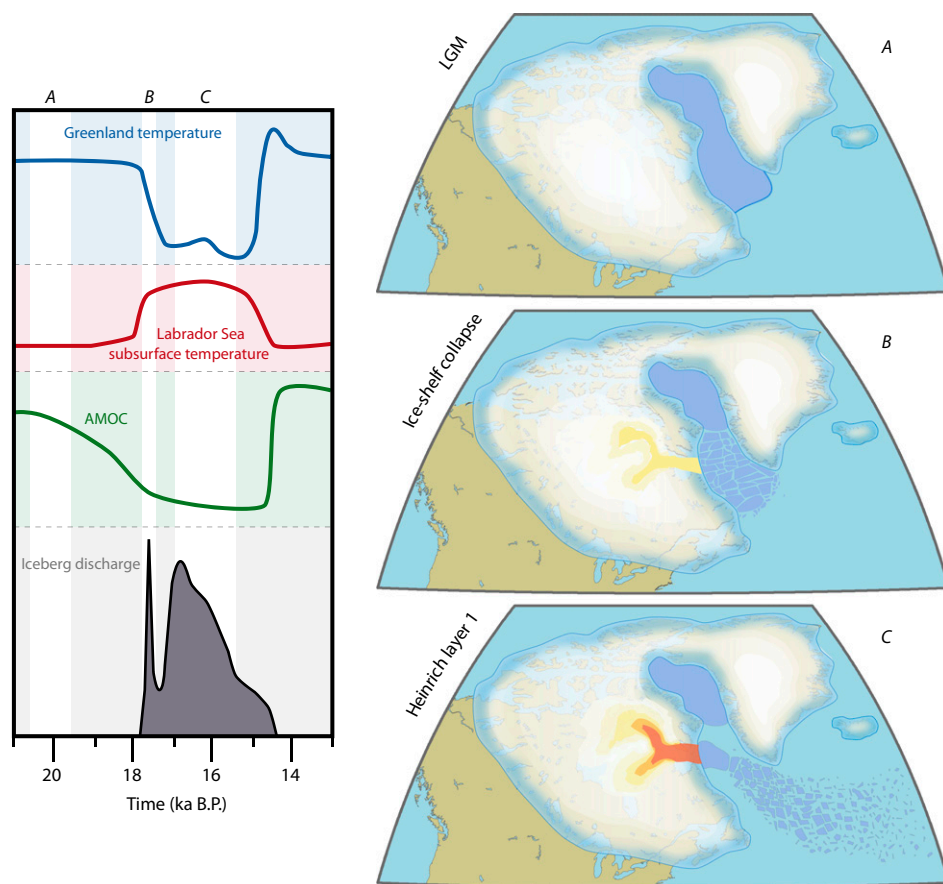 A B C
Greenland temperature
Labrador Sea
subsurface temperature
AMOC
Iceberg discharge
20 18 16 14
Time (ka B.P.)
LGM
A
Ice-shelf collapse
B
Heinrich layer 1
C